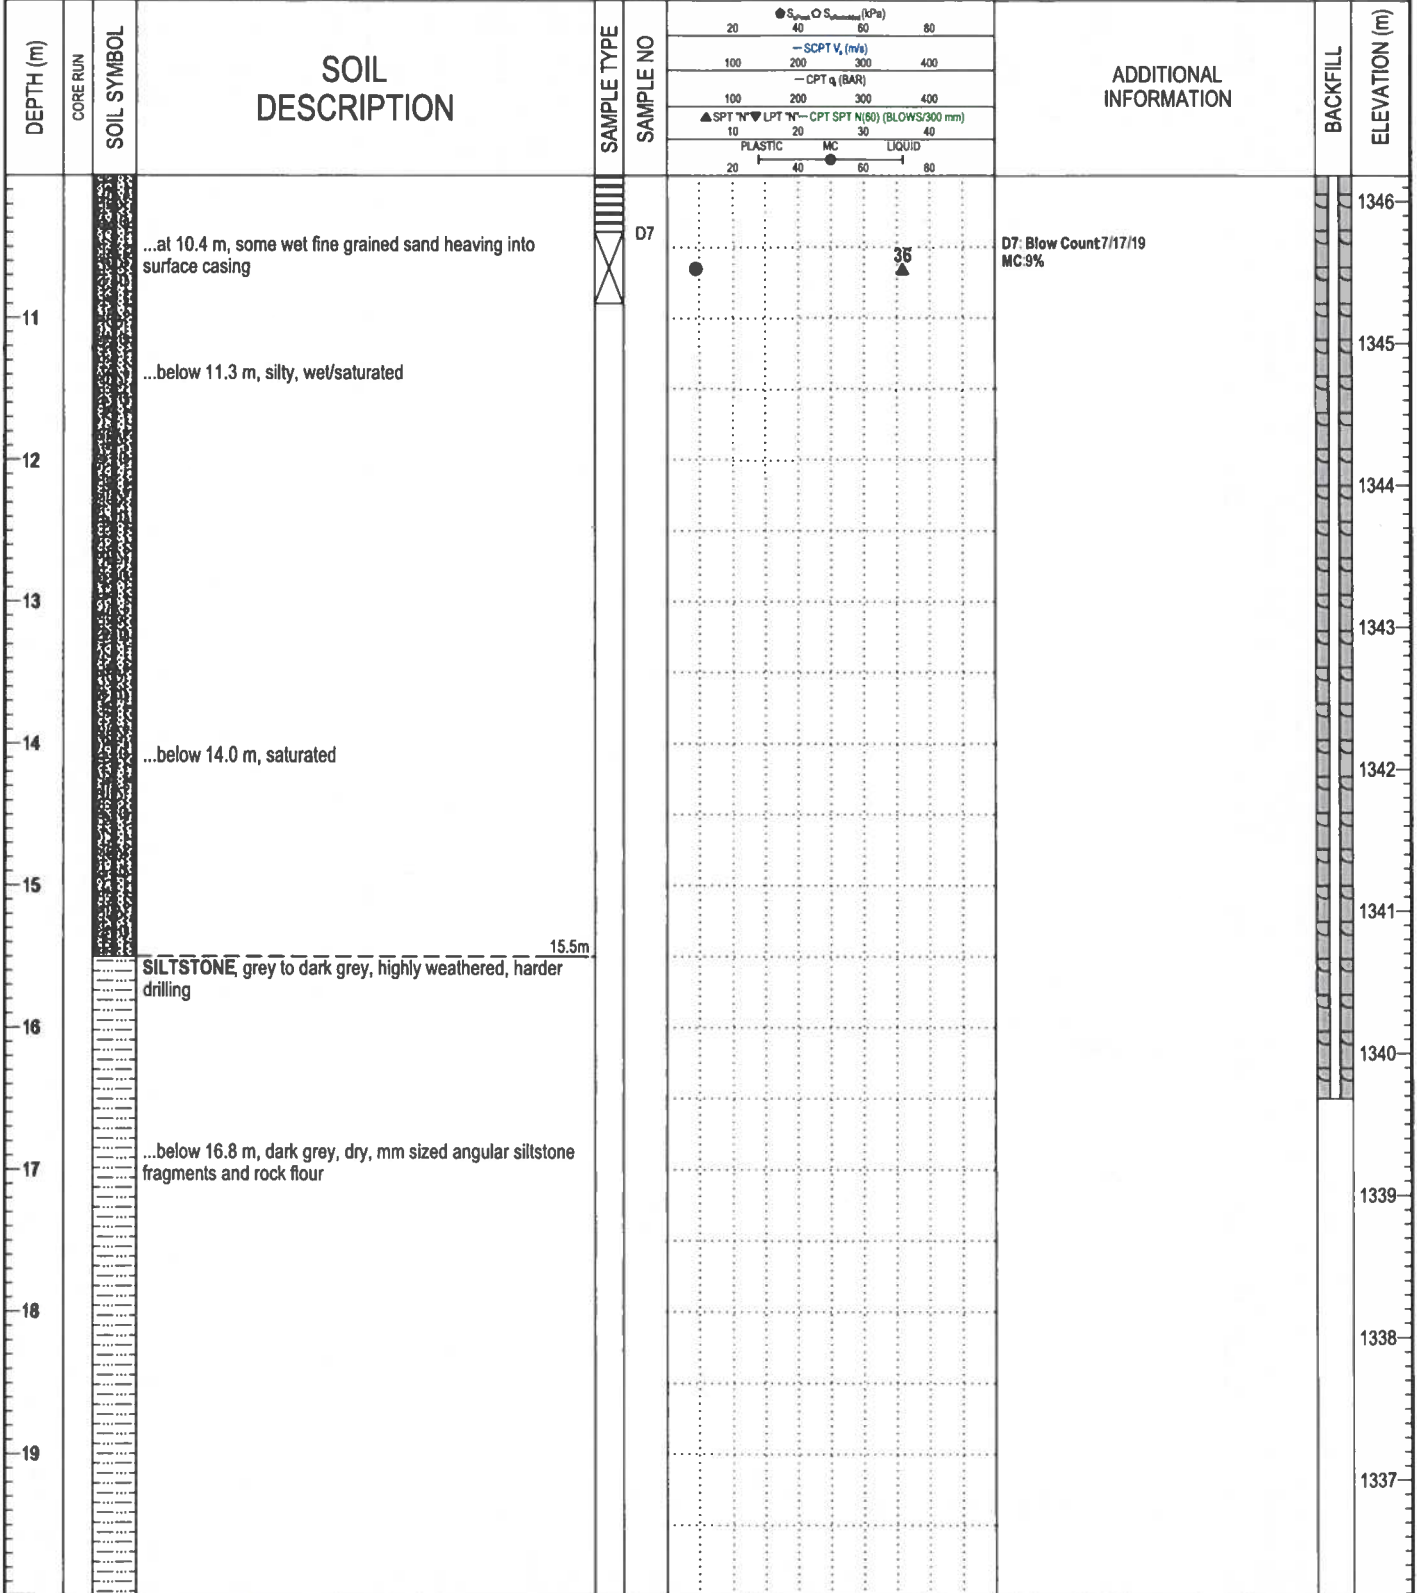 DEPTH (m)
CORE RUN
SOIL SYMBOL
SOIL
DESCRIPTION
SAMPLE TYPE
SAMPLE NO
(kPa)
20 40 60 80
SCPT Vs (m/s)
100 200 300 400
CPT qt (BAR)
100 200 300 400
SPT "N" LPT "N" CPT SPT N(60) (BLOWS/300 mm)
10 20 30 40
PLASTIC MC LIQUID
20 40 60 80
ADDITIONAL
INFORMATION
BACKFILL
ELEVATION (m)
1346
...at 10.4 m, some wet fine grained sand heaving into
surface casing
D7
36
D7: Blow Count:7/17/19
MC:9%
11
1345
...below 11.3 m, silty, wet/saturated
12
1344
13
1343
14
...below 14.0 m, saturated
1342
15
1341
15.5m
SILTSTONE, grey to dark grey, highly weathered, harder
drilling
16
1340
...below 16.8 m, dark grey, dry, mm sized angular siltstone
fragments and rock flour
17
1339
18
1338
19
1337